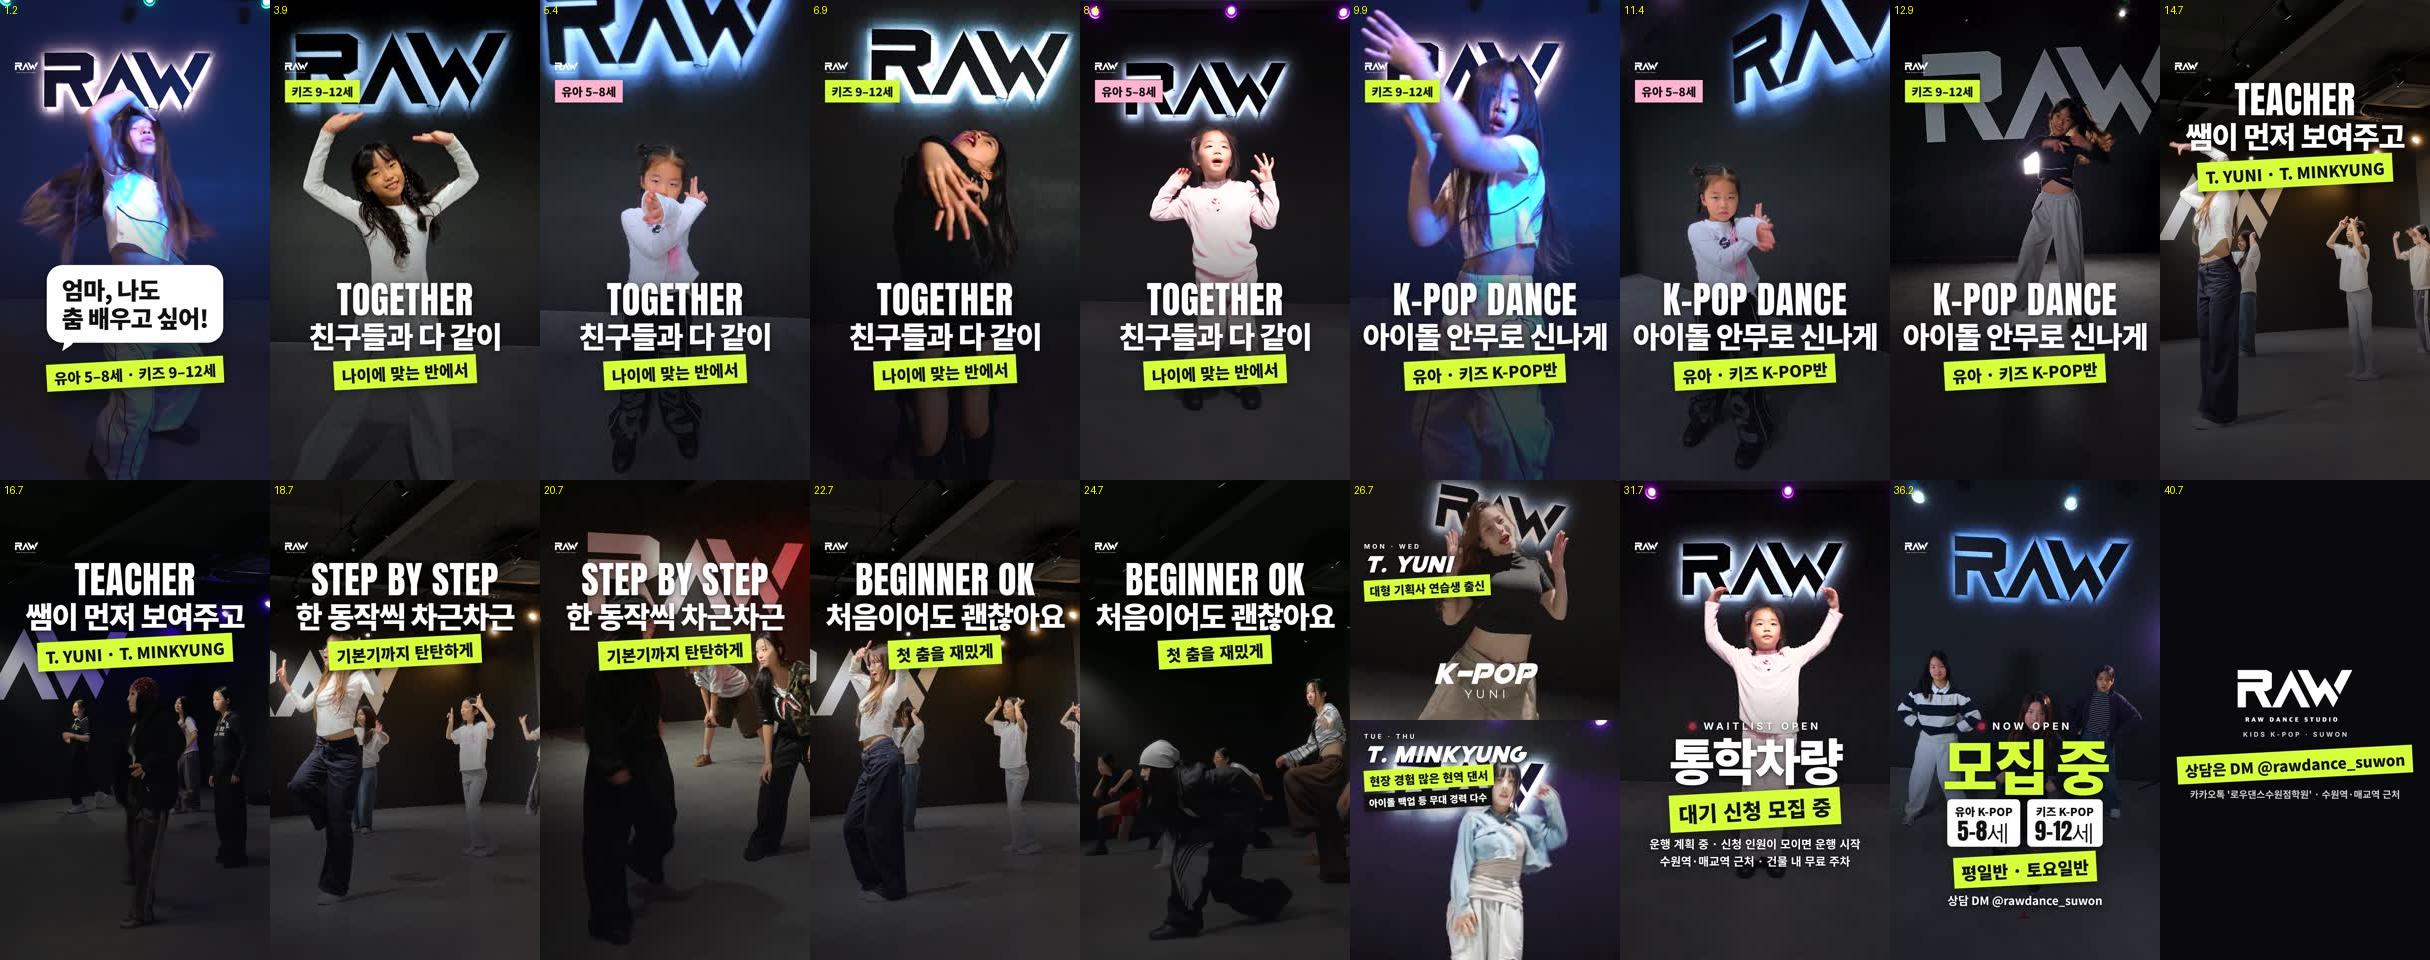 1.2
RAW
RAW
엄마, 나도
춤 배우고 싶어!
유아 5–8세 · 키즈 9–12세
3.9
RAW
RAW
키즈 9–12세
TOGETHER
친구들과 다 같이
나이에 맞는 반에서
5.4
RAW
RAW
유아 5–8세
TOGETHER
친구들과 다 같이
나이에 맞는 반에서
6.9
RAW
RAW
키즈 9–12세
TOGETHER
친구들과 다 같이
나이에 맞는 반에서
RAW
RAW
유아 5–8세
TOGETHER
친구들과 다 같이
나이에 맞는 반에서
9.9
RAW
RAW
키즈 9–12세
K-POP DANCE
아이돌 안무로 신나게
유아 · 키즈 K-POP반
11.4
RAW
RAW
유아 5–8세
K-POP DANCE
아이돌 안무로 신나게
유아 · 키즈 K-POP반
12.9
RAW
RAW
키즈 9–12세
K-POP DANCE
아이돌 안무로 신나게
유아 · 키즈 K-POP반
14.7
RAW
TEACHER
쌤이 먼저 보여주고
T. YUNI · T. MINKYUNG
16.7
RAW
TEACHER
쌤이 먼저 보여주고
T. YUNI · T. MINKYUNG
18.7
RAW
STEP BY STEP
한 동작씩 차근차근
기본기까지 탄탄하게
20.7
RAW
RAW
STEP BY STEP
한 동작씩 차근차근
기본기까지 탄탄하게
22.7
RAW
BEGINNER OK
처음이어도 괜찮아요
첫 춤을 재밌게
24.7
RAW
BEGINNER OK
처음이어도 괜찮아요
첫 춤을 재밌게
26.7
RAW
MON · WED
T. YUNI
대형 기획사 연습생 출신
K-POP
YUNI
TUE · THU
T. MINKYUNG
현장 경험 많은 현역 댄서
아이돌 백업 등 무대 경력 다수
31.7
RAW
RAW
WAITLIST OPEN
통학차량
대기 신청 모집 중
운행 계획 중 · 신청 인원이 모이면 운행 시작
수원역·매교역 근처 · 건물 내 무료 주차
36.2
RAW
RAW
NOW OPEN
모집 중
유아 K-POP
5-8세
키즈 K-POP
9-12세
평일반 · 토요일반
상담 DM @rawdance_suwon
40.7
RAW
RAW DANCE STUDIO
KIDS K-POP · SUWON
상담은 DM @rawdance_suwon
카카오톡 '로우댄스수원점학원' · 수원역·매교역 근처